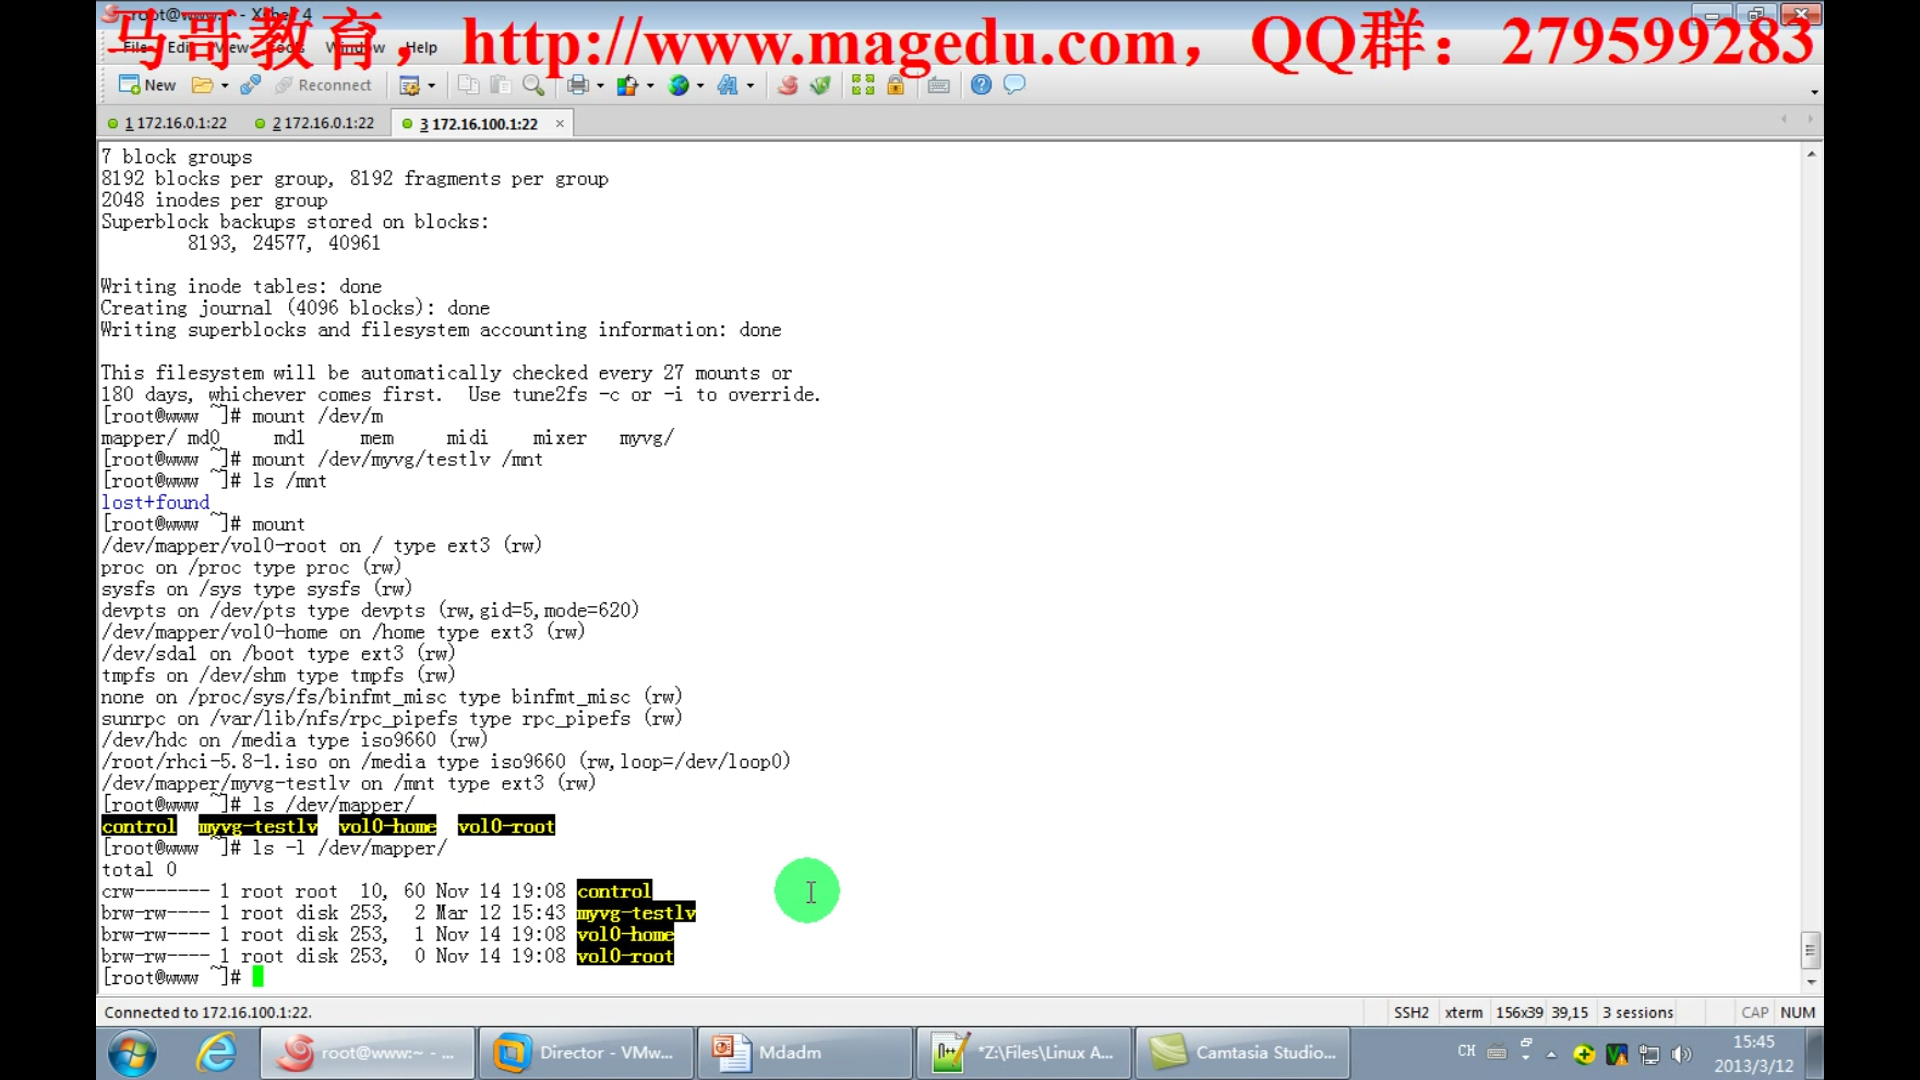 root@www:~ - Xshell 4
马哥教育，http://www.magedu.com，QQ群：279599283
File Edit View Tools Window Help
New Reconnect
1 172.16.0.1:22 2 172.16.0.1:22 3 172.16.100.1:22
7 block groups
8192 blocks per group, 8192 fragments per group
2048 inodes per group
Superblock backups stored on blocks:
8193, 24577, 40961
Writing inode tables: done
Creating journal (4096 blocks): done
Writing superblocks and filesystem accounting information: done
This filesystem will be automatically checked every 27 mounts or
180 days, whichever comes first.  Use tune2fs -c or -i to override.
[root@www ~]# mount /dev/m
mapper/ md0     md1     mem     midi    mixer   myvg/
[root@www ~]# mount /dev/myvg/testlv /mnt
[root@www ~]# ls /mnt
lost+found
[root@www ~]# mount
/dev/mapper/vol0-root on / type ext3 (rw)
proc on /proc type proc (rw)
sysfs on /sys type sysfs (rw)
devpts on /dev/pts type devpts (rw,gid=5,mode=620)
/dev/mapper/vol0-home on /home type ext3 (rw)
/dev/sda1 on /boot type ext3 (rw)
tmpfs on /dev/shm type tmpfs (rw)
none on /proc/sys/fs/binfmt_misc type binfmt_misc (rw)
sunrpc on /var/lib/nfs/rpc_pipefs type rpc_pipefs (rw)
/dev/hdc on /media type iso9660 (rw)
/root/rhci-5.8-1.iso on /media type iso9660 (rw,loop=/dev/loop0)
/dev/mapper/myvg-testlv on /mnt type ext3 (rw)
[root@www ~]# ls /dev/mapper/
control  myvg-testlv  vol0-home  vol0-root
[root@www ~]# ls -l /dev/mapper/
total 0
crw------- 1 root root  10, 60 Nov 14 19:08 control
brw-rw---- 1 root disk 253,  2 Mar 12 15:43 myvg-testlv
brw-rw---- 1 root disk 253,  1 Nov 14 19:08 vol0-home
brw-rw---- 1 root disk 253,  0 Nov 14 19:08 vol0-root
[root@www ~]#
Connected to 172.16.100.1:22. SSH2 xterm 156x39 39,15 3 sessions CAP NUM
root@www:~ - ... Director - VMw... Mdadm *Z:\Files\Linux A... Camtasia Studio... CH 15:45
2013/3/12